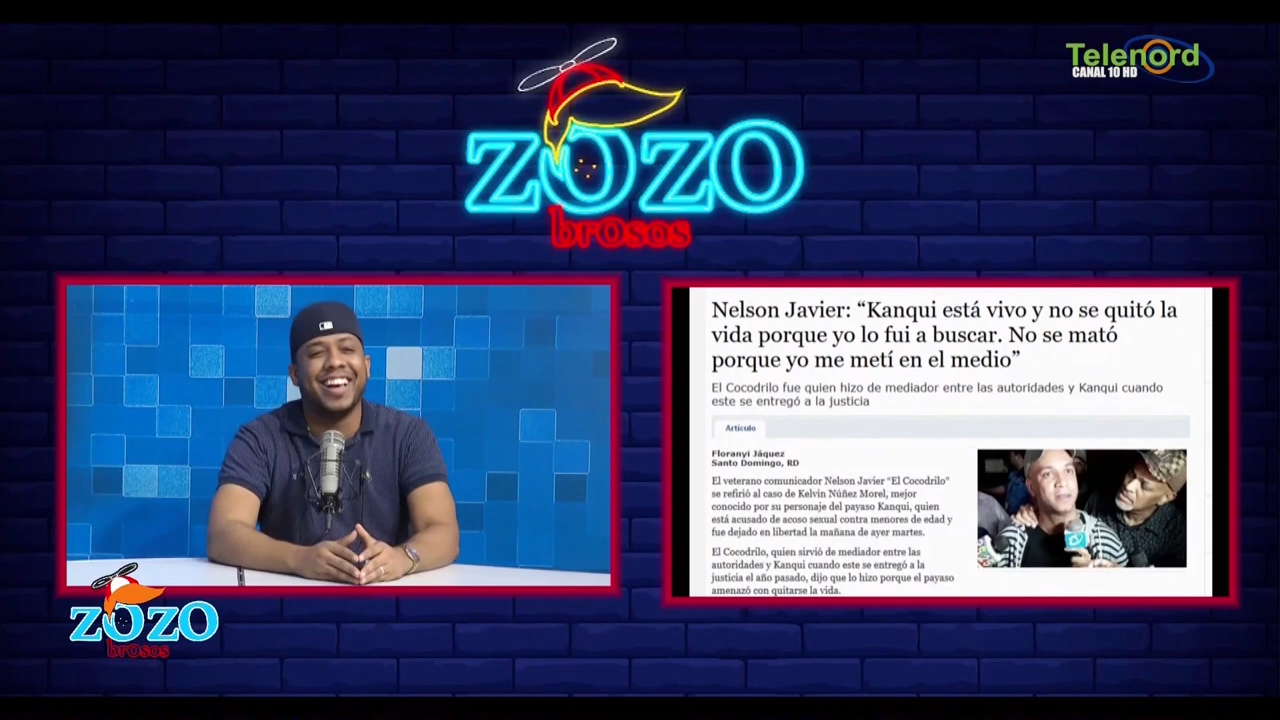 Telenord
CANAL 10 HD
ZOZO
brosos
Nelson Javier: “Kanqui está vivo y no se quitó la
vida porque yo lo fui a buscar. No se mató
porque yo me metí en el medio”
El Cocodrilo fue quien hizo de mediador entre las autoridades y Kanqui cuando
este se entregó a la justicia
Artículo
Floranyi Jáquez
Santo Domingo, RD
El veterano comunicador Nelson Javier “El Cocodrilo”
se refirió al caso de Kelvin Núñez Morel, mejor
conocido por su personaje del payaso Kanqui, quien
está acusado de acoso sexual contra menores de edad y
fue dejado en libertad la mañana de ayer martes.
El Cocodrilo, quien sirvió de mediador entre las
autoridades y Kanqui cuando este se entregó a la
justicia el año pasado, dijo que lo hizo porque el payaso
amenazó con quitarse la vida.
ZOZO
brosos